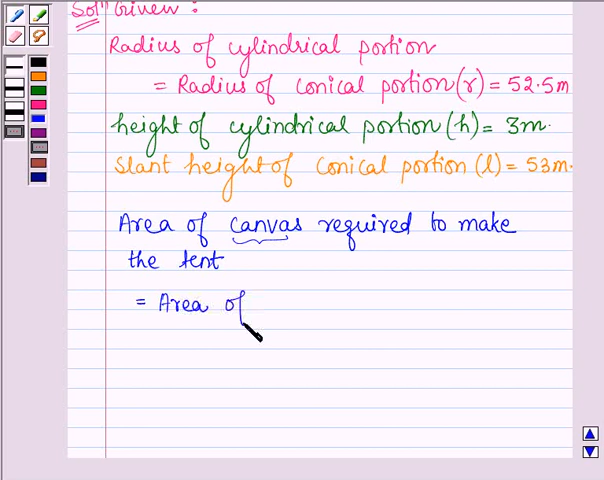 Solⁿ Given :
Radius of cylindrical portion
= Radius of conical portion (r) = 52.5m
height of cylindrical portion (h) = 3m.
Slant height of conical portion (l) = 53m.
Area of canvas required to make
the tent
= Area of